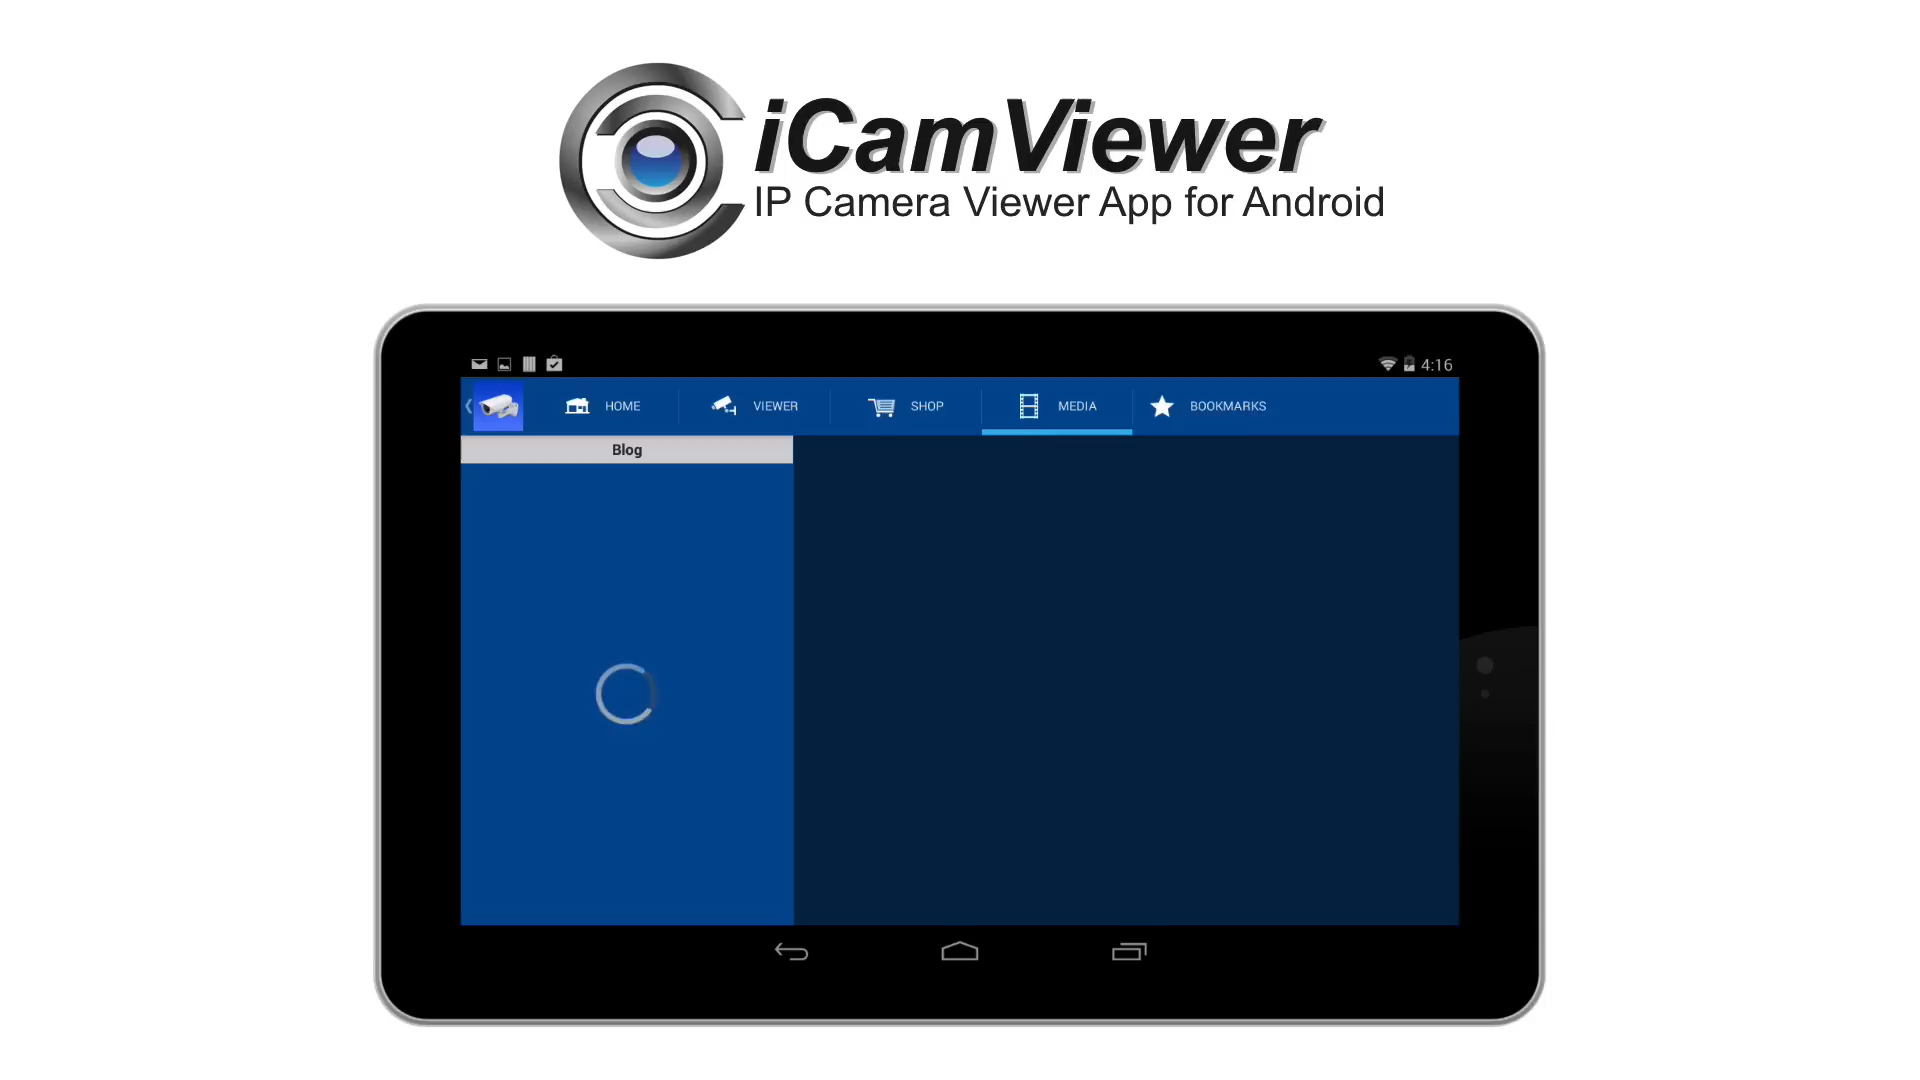 iCamViewer
IP Camera Viewer App for Android
4:16
HOME VIEWER SHOP MEDIA BOOKMARKS
Blog